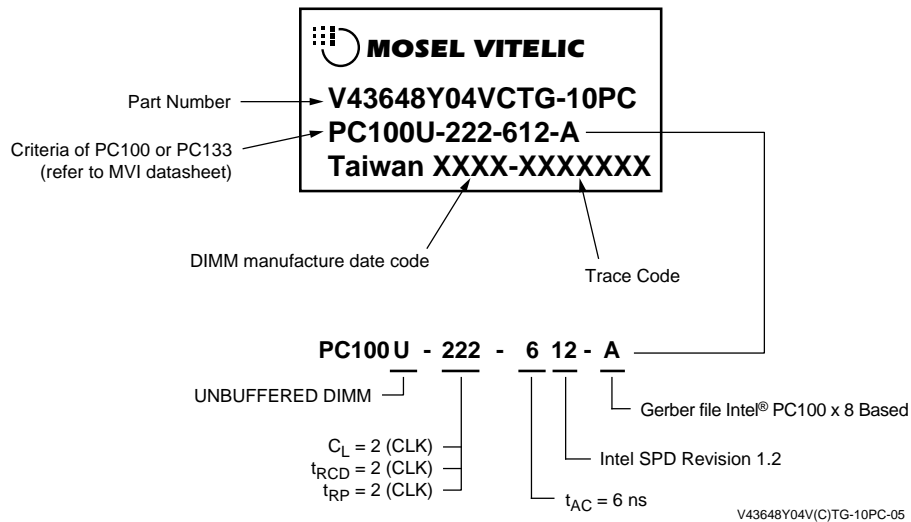 MOSEL VITELIC
Part Number
V43648Y04VCTG-10PC
Criteria of PC100 or PC133
(refer to MVI datasheet)
PC100U-222-612-A
Taiwan XXXX-XXXXXXX
DIMM manufacture date code
Trace Code
PC100 U - 222 - 6 12 - A
UNBUFFERED DIMM
Gerber file Intel® PC100 x 8 Based
CL = 2 (CLK)
tRCD = 2 (CLK)
tRP = 2 (CLK)
Intel SPD Revision 1.2
tAC = 6 ns
V43648Y04V(C)TG-10PC-05